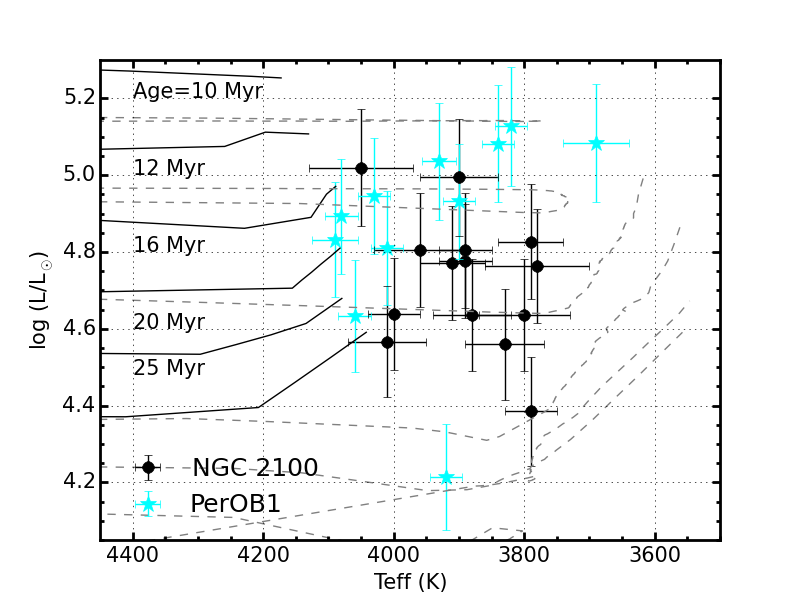 5.2
Age=10 Myr
12 Myr
5.0
16 Myr
4.8
log (L/L☉)
20 Myr
4.6
25 Myr
4.4
NGC 2100
4.2
PerOB1
4400 4200 4000 3800 3600
Teff (K)